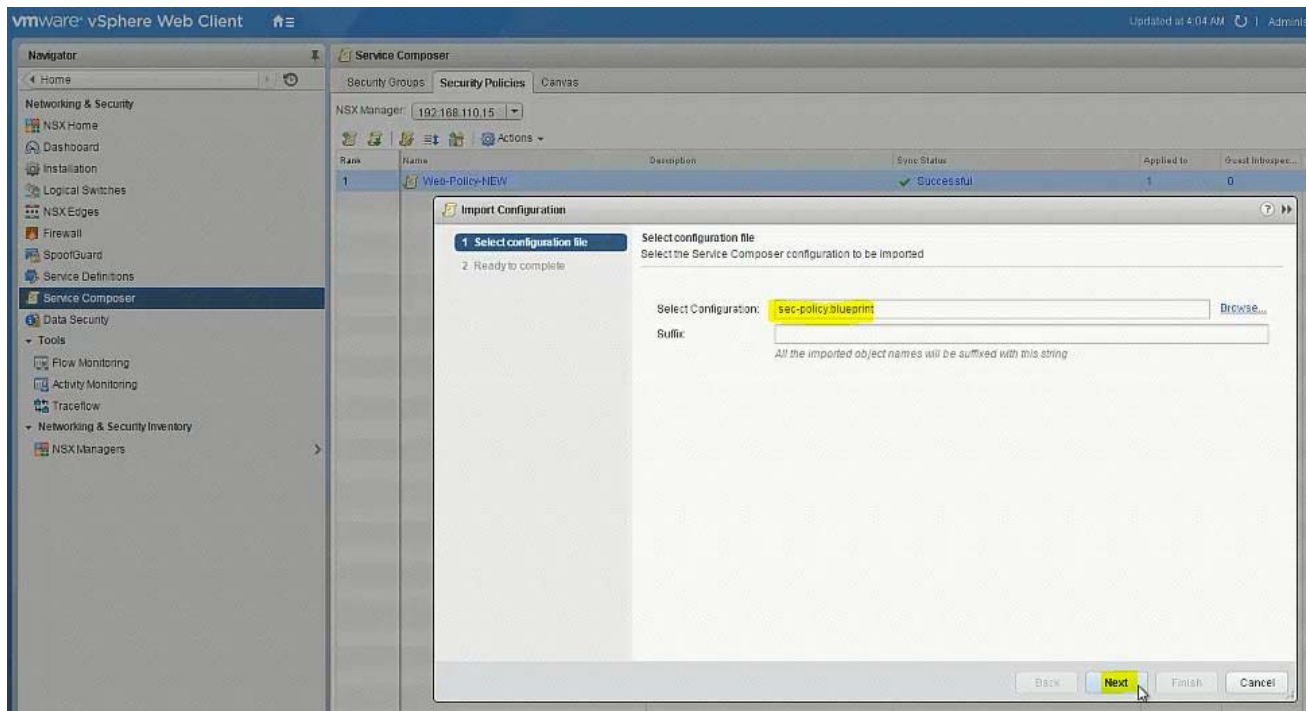 vmware® vSphere Web Client
Updated at 4:04 AM
Adminis
Navigator
Home
Networking & Security
NSX Home
Dashboard
Installation
Logical Switches
NSX Edges
Firewall
SpoofGuard
Service Definitions
Service Composer
Data Security
Tools
Flow Monitoring
Activity Monitoring
Traceflow
Networking & Security Inventory
NSX Managers
Service Composer
Security Groups Security Policies Canvas
NSX Manager: 192.168.110.15
Actions
Rank Name Description Sync Status Applied to Guest Introspec...
1 Web-Policy-NEW Successful 1 0
Import Configuration
1 Select configuration file
2 Ready to complete
Select configuration file
Select the Service Composer configuration to be imported
Select Configuration: sec-policy.blueprint Browse...
Suffix:
All the imported object names will be suffixed with this string
Back Next Finish Cancel